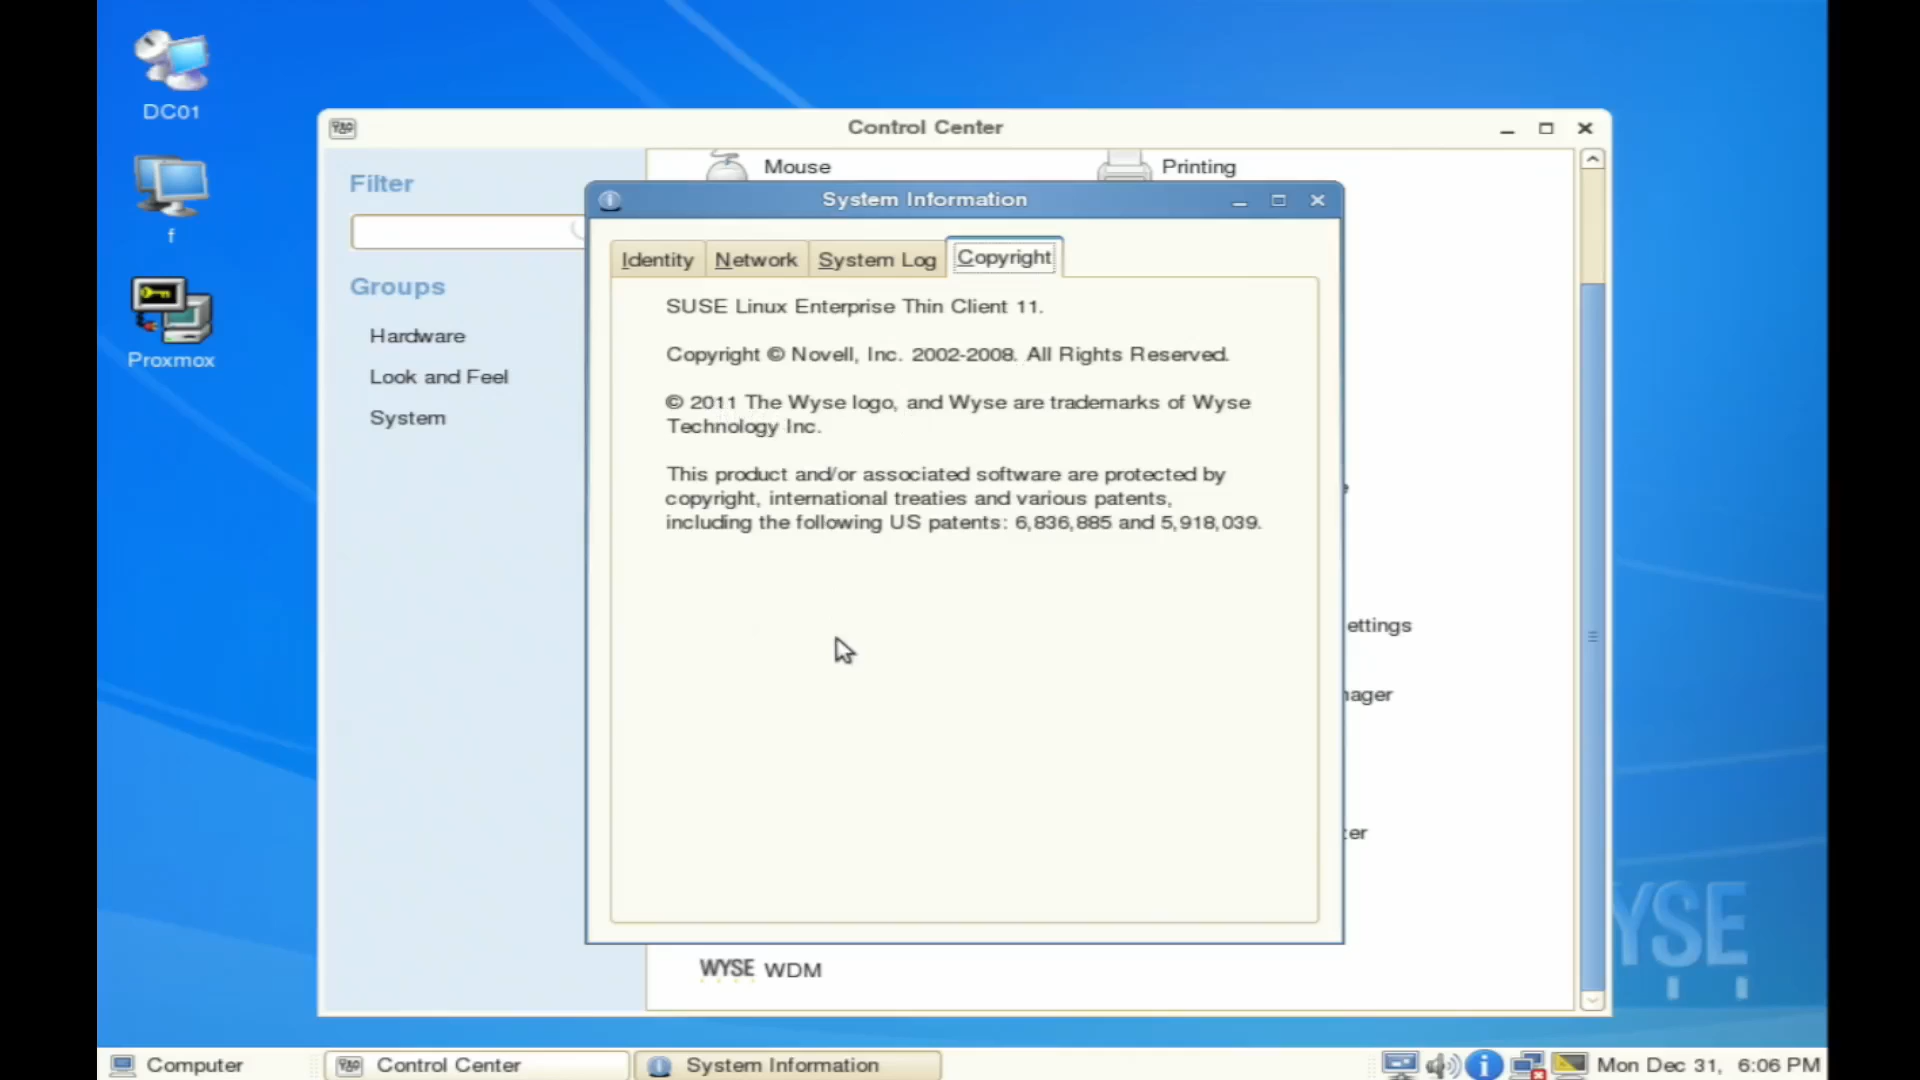 DC01
f
Proxmox
Control Center
Filter
Groups
Hardware
Look and Feel
System
Mouse
Printing
System Information
Identity
Network
System Log
Copyright
SUSE Linux Enterprise Thin Client 11.
Copyright © Novell, Inc. 2002-2008. All Rights Reserved.
© 2011 The Wyse logo, and Wyse are trademarks of Wyse
Technology Inc.
This product and/or associated software are protected by
copyright, international treaties and various patents,
including the following US patents: 6,836,885 and 5,918,039.
ettings
nager
ter
WYSE WDM
YSE
Computer
Control Center
System Information
Mon Dec 31, 6:06 PM